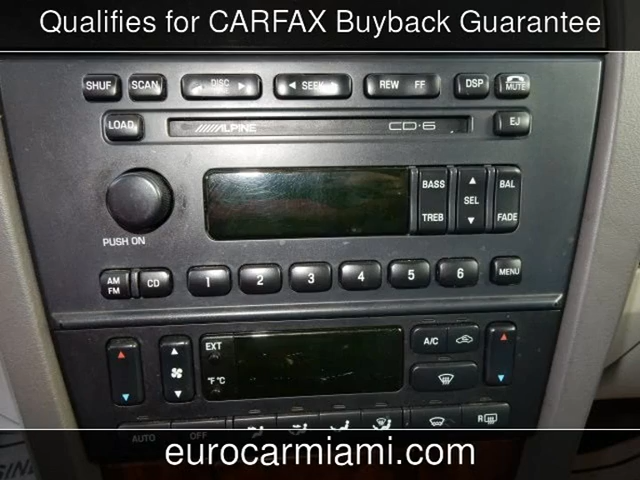 Qualifies for CARFAX Buyback Guarantee
SHUF SCAN DISC SEEK REW FF DSP MUTE
LOAD ALPINE CD·6 EJ
BASS SEL BAL
TREB FADE
PUSH ON
AM FM CD 1 2 3 4 5 6 MENU
EXT A/C
°F°C
AUTO OFF R
eurocarmiami.com